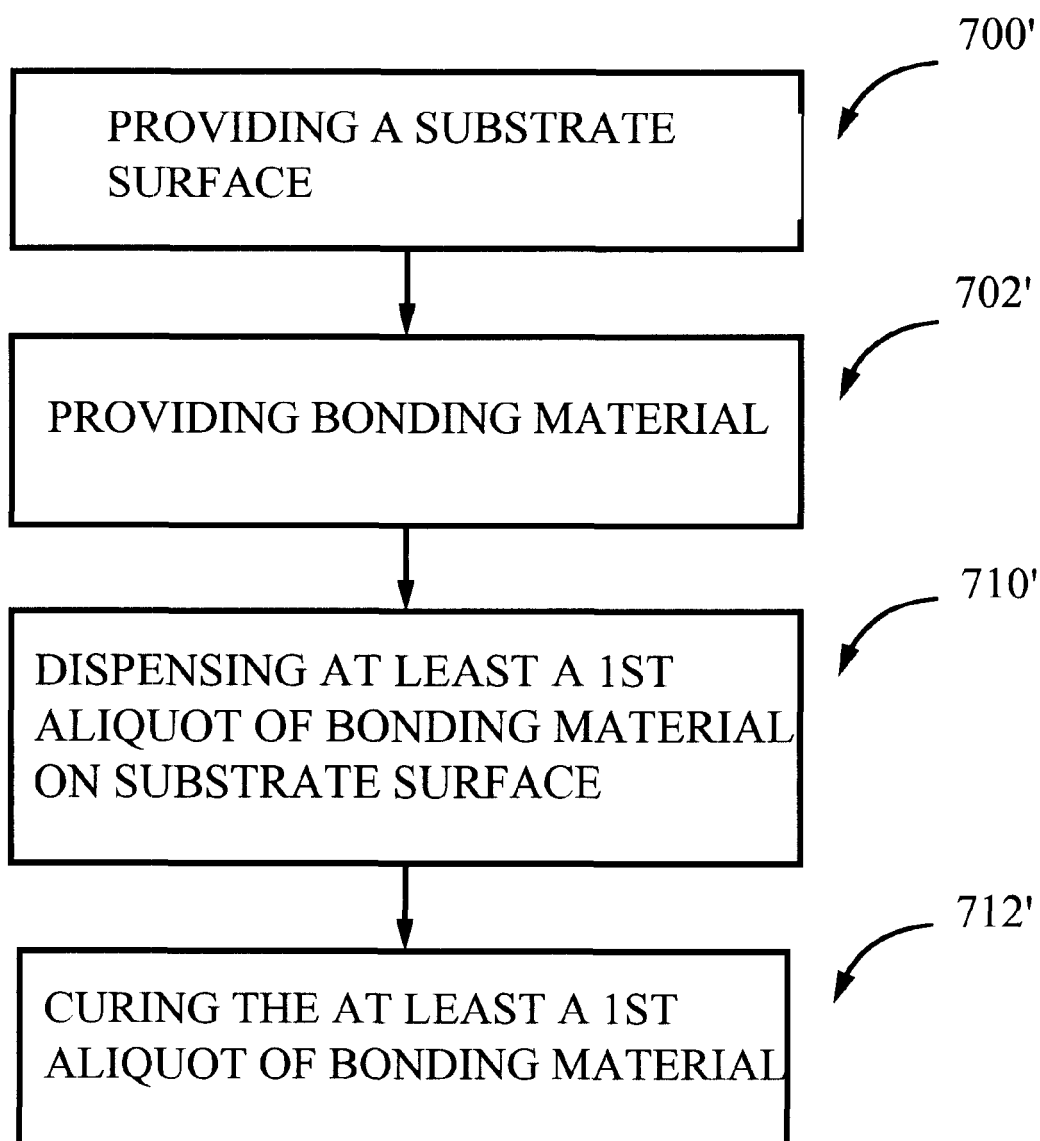 700'
PROVIDING A SUBSTRATE
SURFACE
702'
PROVIDING BONDING MATERIAL
710'
DISPENSING AT LEAST A 1ST
ALIQUOT OF BONDING MATERIAL
ON SUBSTRATE SURFACE
712'
CURING THE AT LEAST A 1ST
ALIQUOT OF BONDING MATERIAL